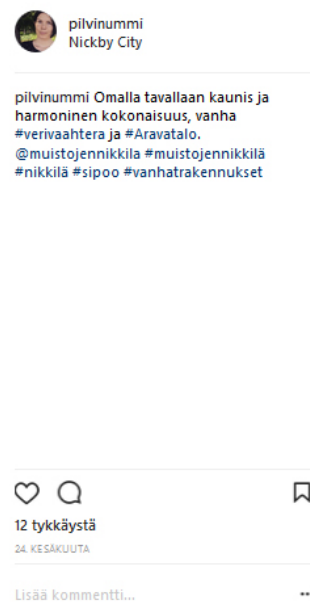 pilvinummi
Nickby City
pilvinummi Omalla tavallaan kaunis ja
harmoninen kokonaisuus, vanha
#verivaahtera ja #Aravatalo.
@muistojennikkila #muistojennikkilä
#nikkilä #sipoo #vanhatrakennukset
12 tykkäystä
24. KESÄKUUTA
Lisää kommentti...